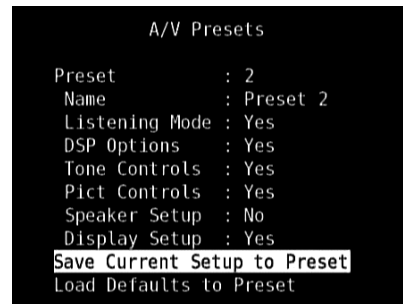 A/V Presets
Preset : 2
Name : Preset 2
Listening Mode : Yes
DSP Options : Yes
Tone Controls : Yes
Pict Controls : Yes
Speaker Setup : No
Display Setup : Yes
Save Current Setup to Preset
Load Defaults to Preset